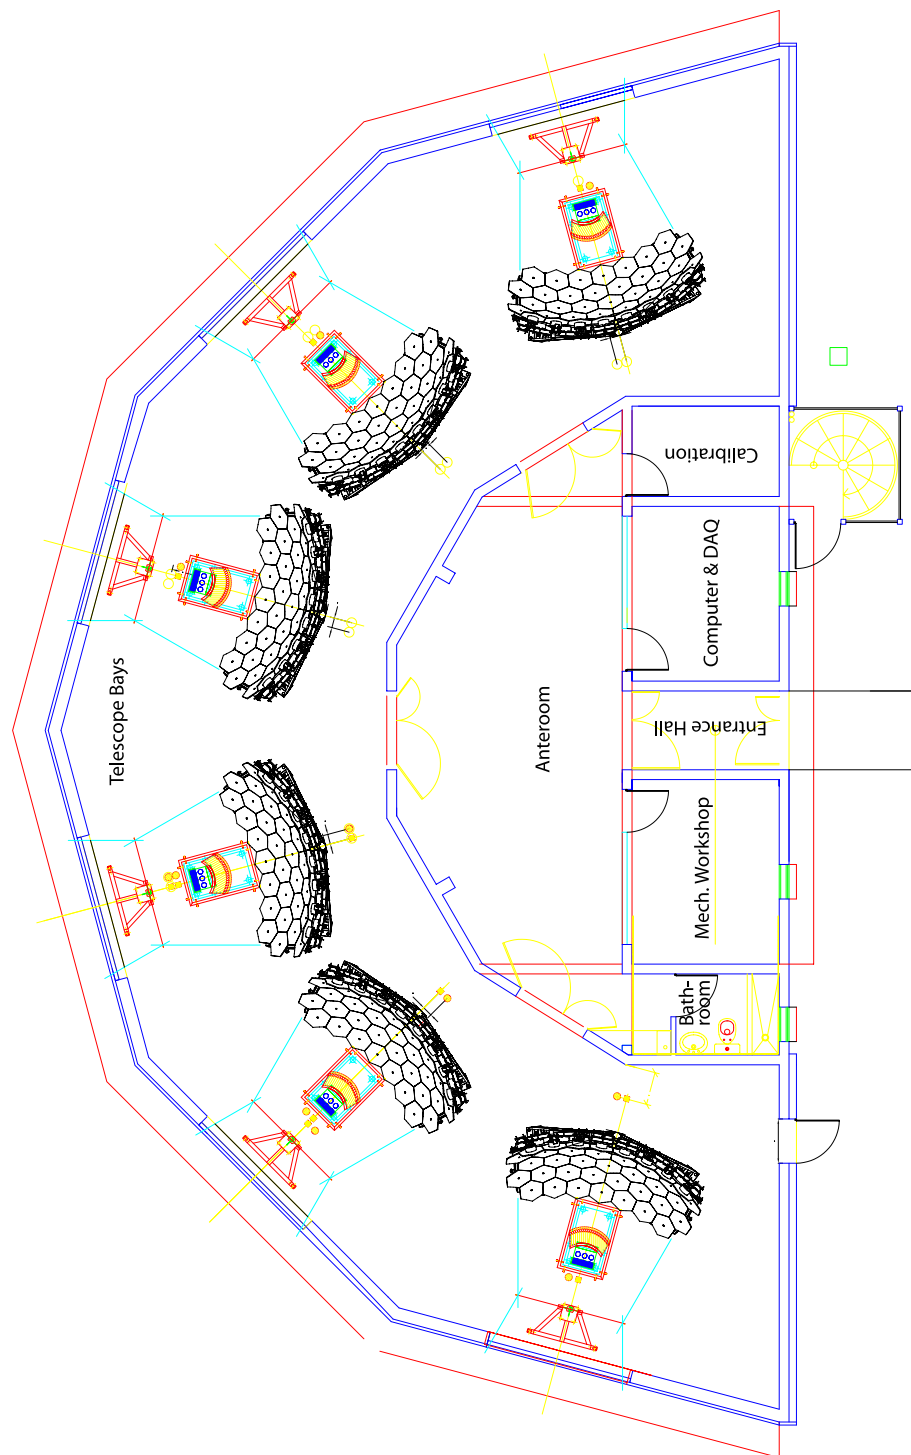 Telescope Bays
Anteroom
Calibration
Computer & DAQ
Entrance Hall
Mech. Workshop
Bath-
room